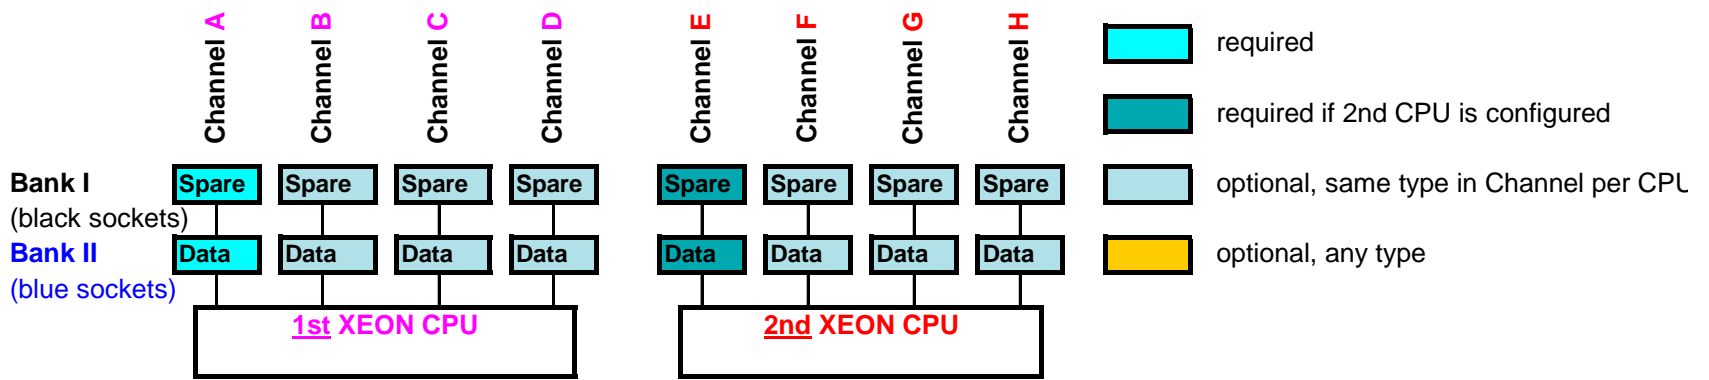 Channel A
Channel B
Channel C
Channel D
Channel E
Channel F
Channel G
Channel H
required
required if 2nd CPU is configured
Bank I
Spare Spare Spare Spare Spare Spare Spare Spare
optional, same type in Channel per CPU
(black sockets)
Bank II
Data Data Data Data Data Data Data Data
optional, any type
(blue sockets)
1st XEON CPU
2nd XEON CPU